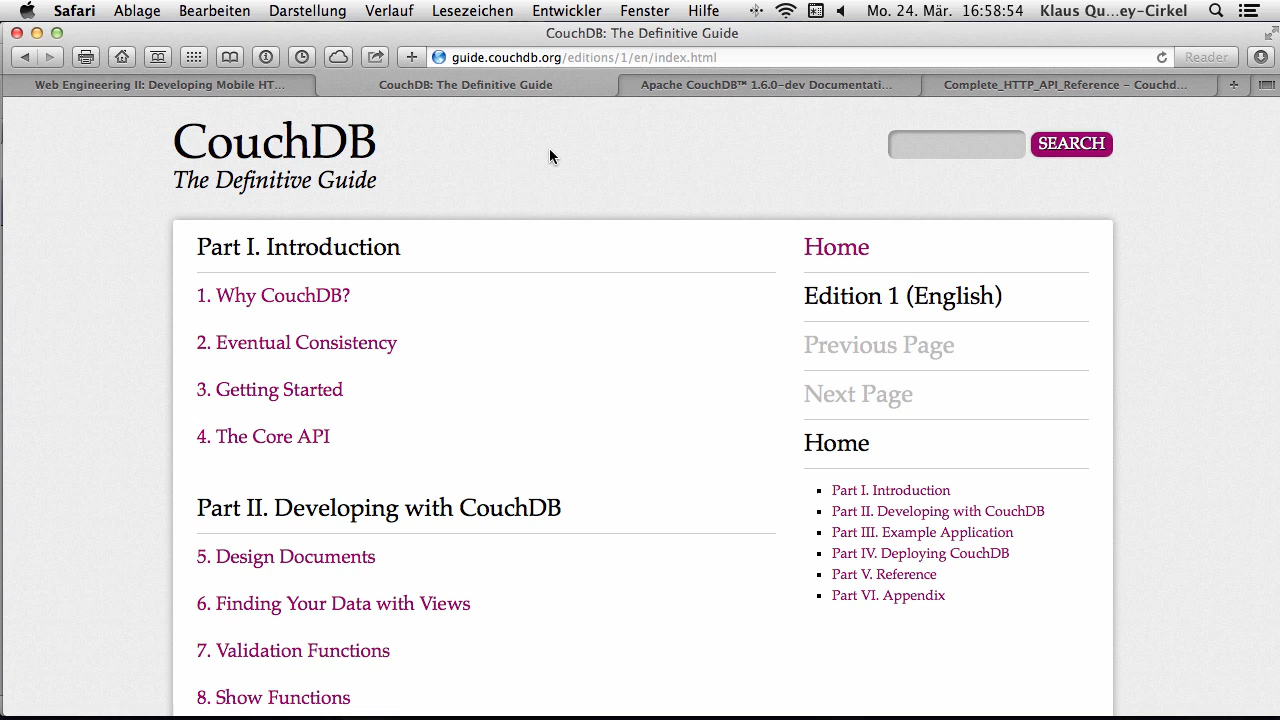 Safari Ablage Bearbeiten Darstellung Verlauf Lesezeichen Entwickler Fenster Hilfe Mo. 24. Mär. 16:58:54 Klaus Qu...ey-Cirkel
CouchDB: The Definitive Guide
guide.couchdb.org/editions/1/en/index.html Reader
Web Engineering II: Developing Mobile HT... CouchDB: The Definitive Guide Apache CouchDB™ 1.6.0-dev Documentati... Complete_HTTP_API_Reference – Couchd...
CouchDB
The Definitive Guide
SEARCH
Part I. Introduction
1. Why CouchDB?
2. Eventual Consistency
3. Getting Started
4. The Core API
Part II. Developing with CouchDB
5. Design Documents
6. Finding Your Data with Views
7. Validation Functions
8. Show Functions
Home
Edition 1 (English)
Previous Page
Next Page
Home
Part I. Introduction
Part II. Developing with CouchDB
Part III. Example Application
Part IV. Deploying CouchDB
Part V. Reference
Part VI. Appendix